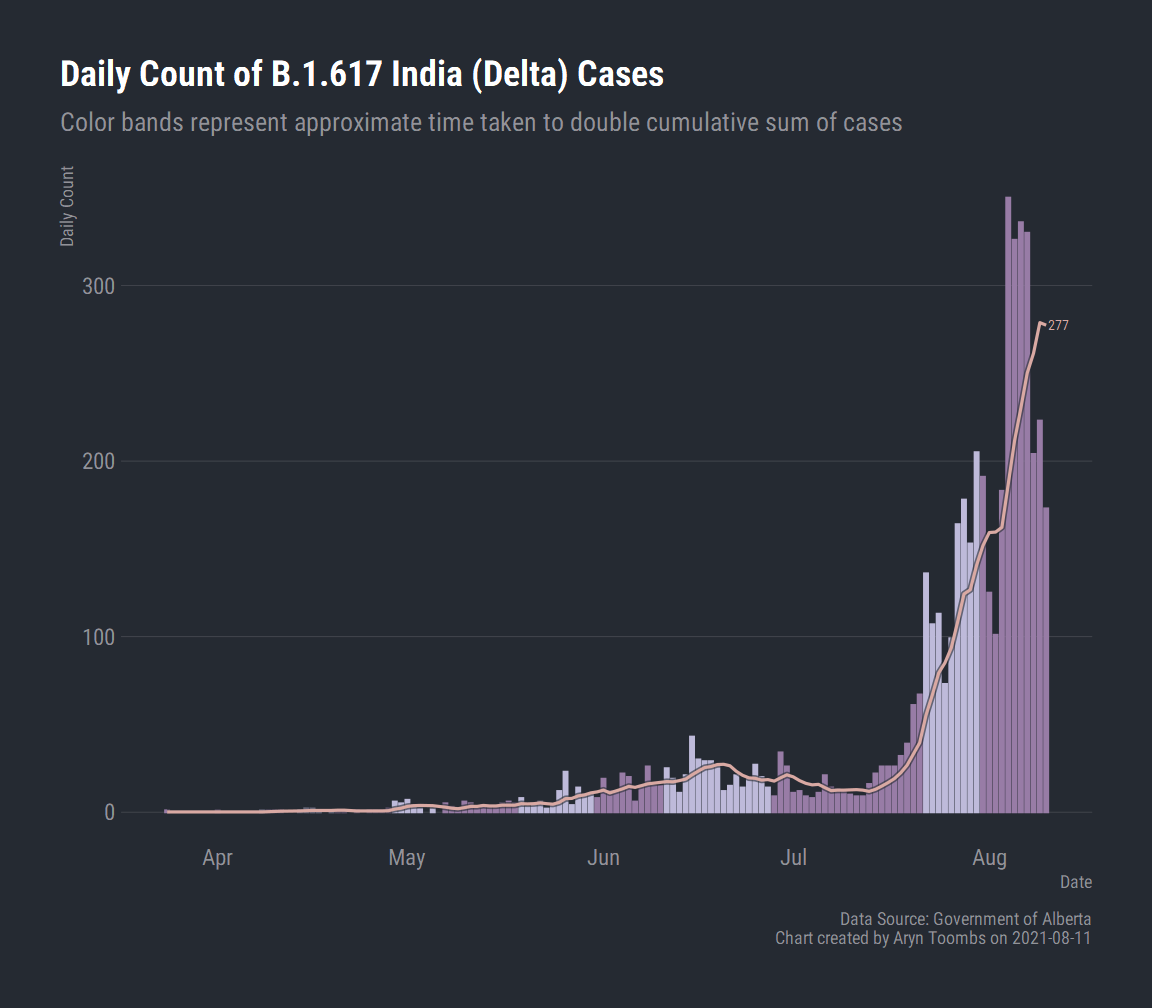 Daily Count of B.1.617 India (Delta) Cases
Color bands represent approximate time taken to double cumulative sum of cases
Daily Count
300
277
200
100
0
Apr May Jun Jul Aug
Date
Data Source: Government of Alberta
Chart created by Aryn Toombs on 2021-08-11